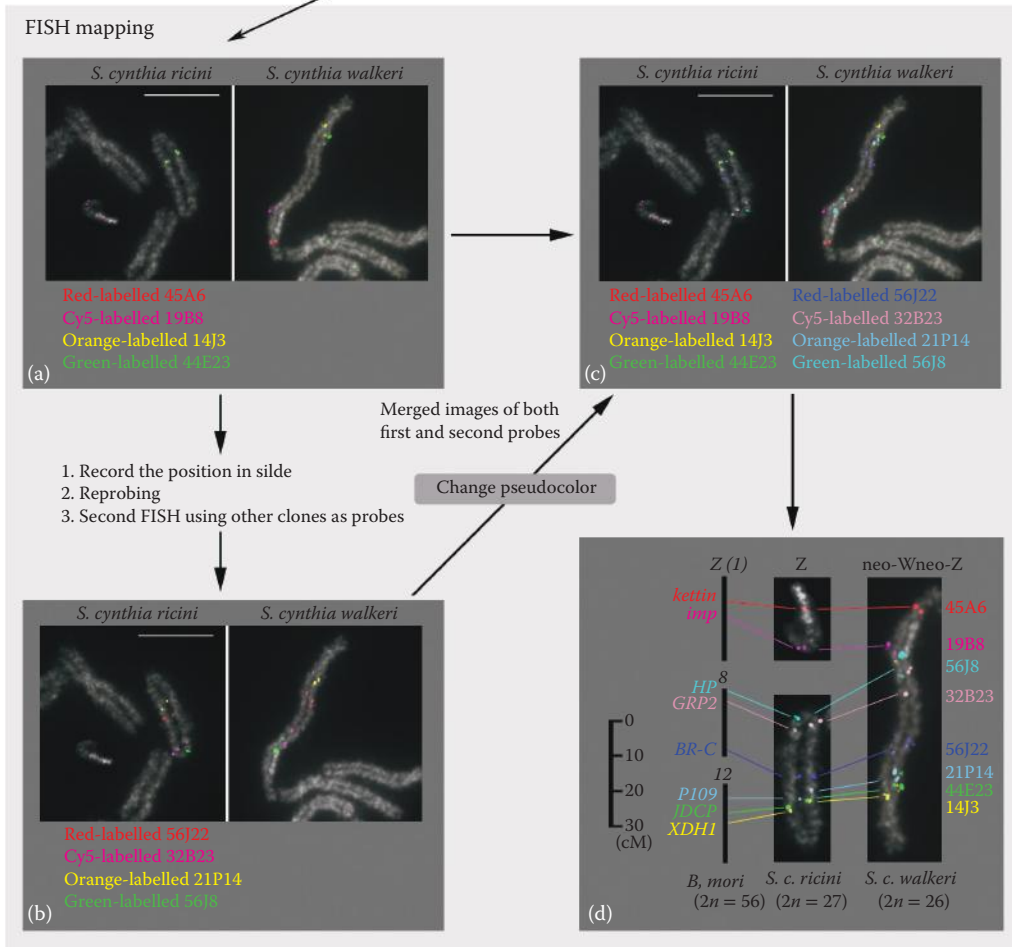 FISH mapping
S. cynthia ricini
S. cynthia walkeri
Red-labelled 45A6
Cy5-labelled 19B8
Orange-labelled 14J3
Green-labelled 44E23
(a)
S. cynthia ricini
S. cynthia walkeri
Red-labelled 45A6
Cy5-labelled 19B8
Orange-labelled 14J3
Green-labelled 44E23
Red-labelled 56J22
Cy5-labelled 32B23
Orange-labelled 21P14
Green-labelled 56J8
(c)
1. Record the position in silde
2. Reprobing
3. Second FISH using other clones as probes
Merged images of both
first and second probes
Change pseudocolor
S. cynthia ricini
S. cynthia walkeri
Red-labelled 56J22
Cy5-labelled 32B23
Orange-labelled 21P14
Green-labelled 56J8
(b)
Z (1)
Z
neo-Wneo-Z
kettin
imp
45A6
19B8
56J8
32B23
8
HP
GRP2
BR-C
56J22
12
P109
JDCP
XDH1
21P14
44E23
14J3
0
10
20
30
(cM)
B, mori
(2n = 56)
S. c. ricini
(2n = 27)
S. c. walkeri
(2n = 26)
(d)